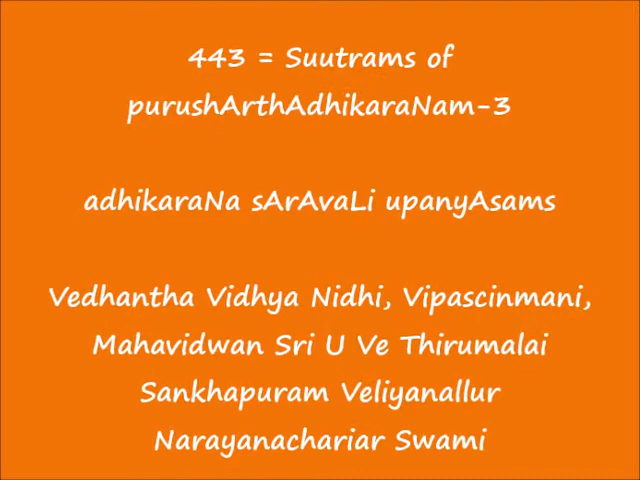 443 = Suutrams of
purushArthAdhikaraNam-3
adhikaraNa sArAvaLi upanyAsams
Vedhantha Vidhya Nidhi, Vipascinmani,
Mahavidwan Sri U Ve Thirumalai
Sankhapuram Veliyanallur
Narayanachariar Swami